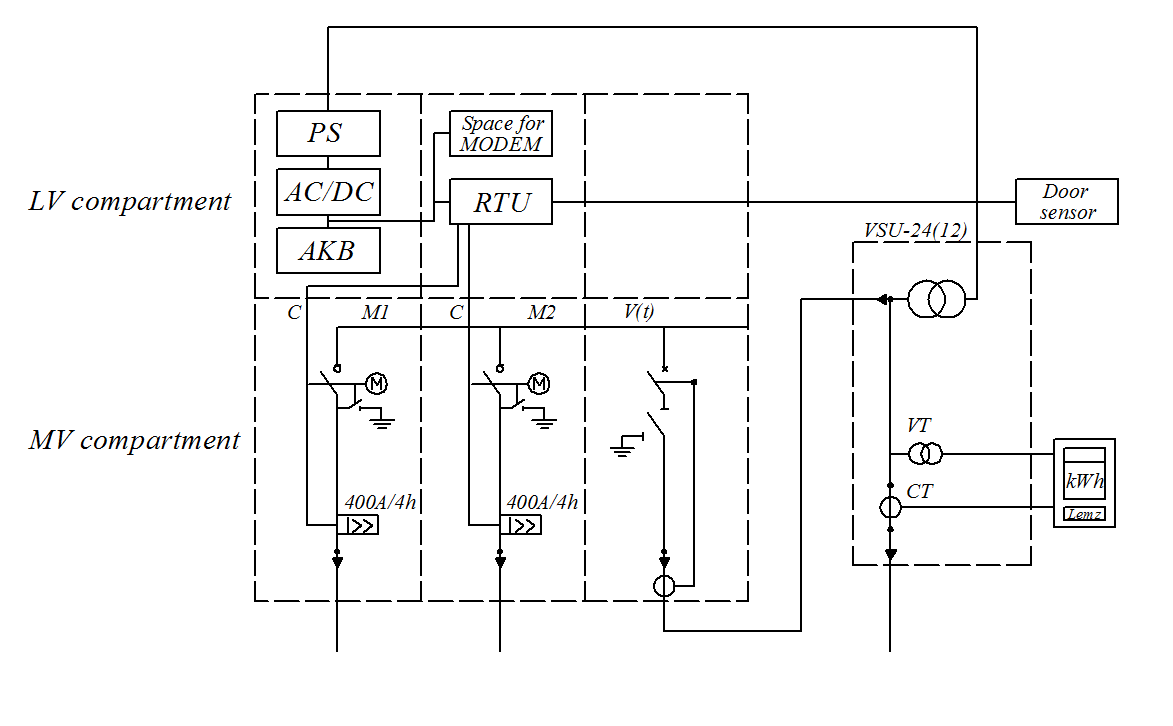 PS
Space for
MODEM
AC/DC
LV compartment
RTU
Door
sensor
AKB
VSU-24(12)
C
M1
C
M2
V(t)
M
M
MV compartment
VT
kWh
400A/4h
400A/4h
CT
Lemz